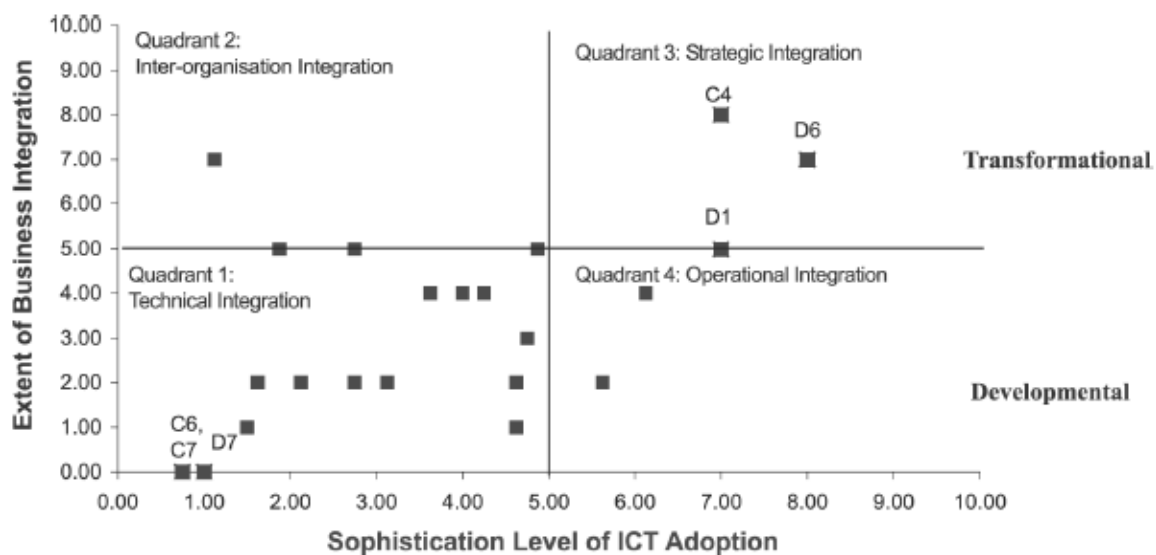 10.00
9.00
8.00
7.00
6.00
5.00
4.00
3.00
2.00
1.00
0.00
Extent of Business Integration
Quadrant 2:
Inter-organisation Integration
Quadrant 3: Strategic Integration
C4
D6
Transformational
D1
Quadrant 1:
Technical Integration
Quadrant 4: Operational Integration
Developmental
C6,
C7
D7
0.00 1.00 2.00 3.00 4.00 5.00 6.00 7.00 8.00 9.00 10.00
Sophistication Level of ICT Adoption